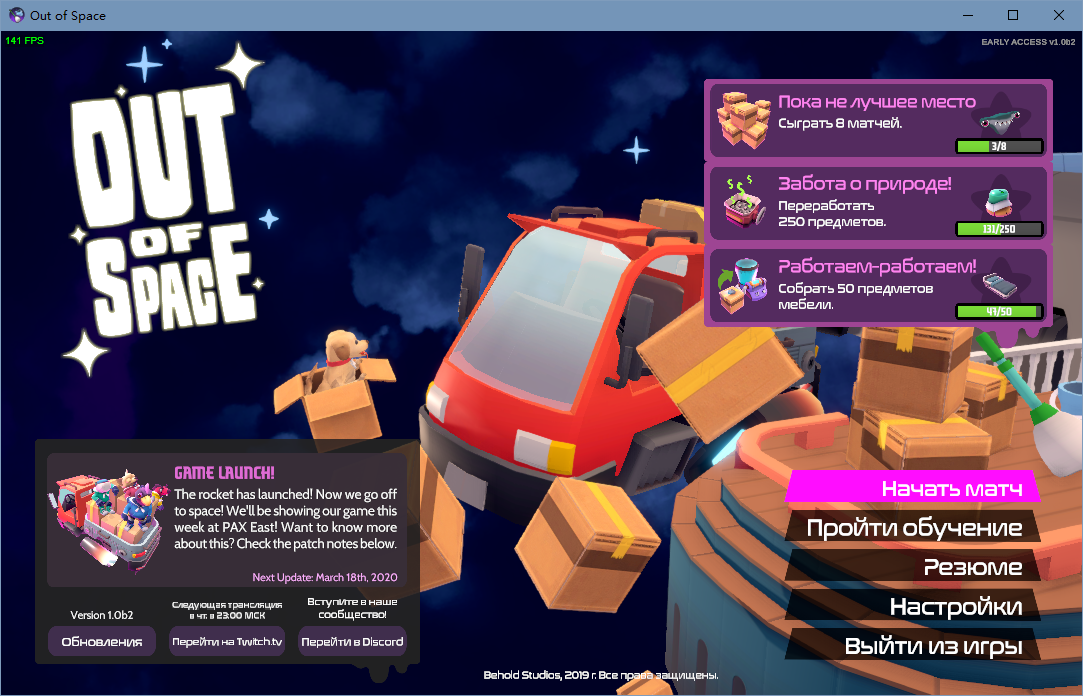 Out of Space
141 FPS
EARLY ACCESS v1.0b2
OUT
OF
SPACE
Пока не лучшее место
Сыграть 8 матчей.
3/8
Забота о природе!
Переработать
250 предметов.
131/250
Работаем-работаем!
Собрать 50 предметов
мебели.
47/50
GAME LAUNCH!
The rocket has launched! Now we go off
to space! We'll be showing our game this
week at PAX East! Want to know more
about this? Check the patch notes below.
Next Update: March 18th, 2020
Version 1.0b2
Обновления
Следующая трансляция
в чт. в 23:00 МСК
Перейти на Twitch.tv
Вступите в наше
сообщество!
Перейти в Discord
Начать матч
Пройти обучение
Резюме
Настройки
Выйти из игры
Behold Studios, 2019 г. Все права защищены.